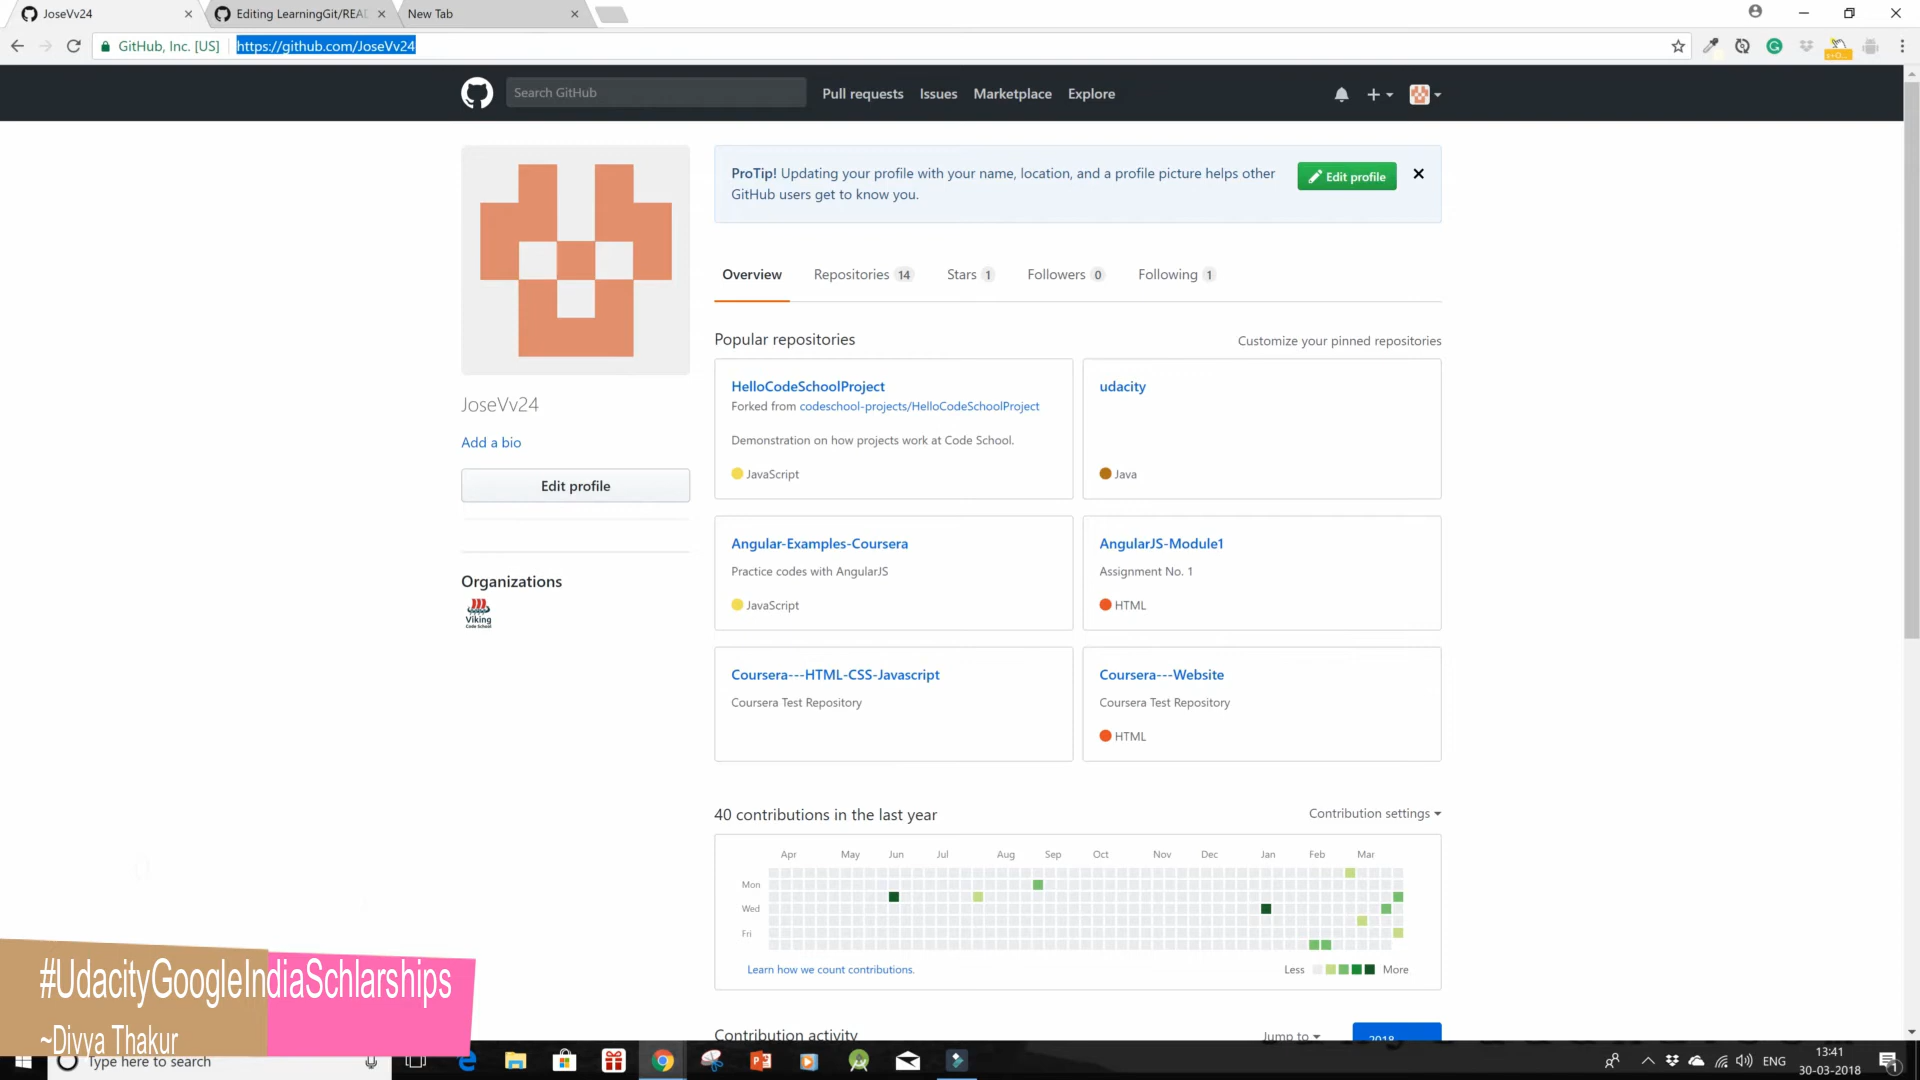 JoseVv24
Editing LearningGit/READ
New Tab
GitHub, Inc. [US]
https://github.com/JoseVv24
Search GitHub
Pull requests
Issues
Marketplace
Explore
ProTip! Updating your profile with your name, location, and a profile picture helps other
GitHub users get to know you.
Edit profile
Overview
Repositories 14
Stars 1
Followers 0
Following 1
JoseVv24
Add a bio
Edit profile
Organizations
Viking
Code School
Popular repositories
Customize your pinned repositories
HelloCodeSchoolProject
Forked from codeschool-projects/HelloCodeSchoolProject
Demonstration on how projects work at Code School.
JavaScript
udacity
Java
Angular-Examples-Coursera
Practice codes with AngularJS
JavaScript
AngularJS-Module1
Assignment No. 1
HTML
Coursera---HTML-CSS-Javascript
Coursera Test Repository
Coursera---Website
Coursera Test Repository
HTML
40 contributions in the last year
Contribution settings
Apr May Jun Jul Aug Sep Oct Nov Dec Jan Feb Mar
Mon
Wed
Fri
Learn how we count contributions.
Less
More
Contribution activity
Jump to
2018
#UdacityGoogleIndiaSchlarships
~Divya Thakur
Type here to search
ENG
13:41
30-03-2018
1